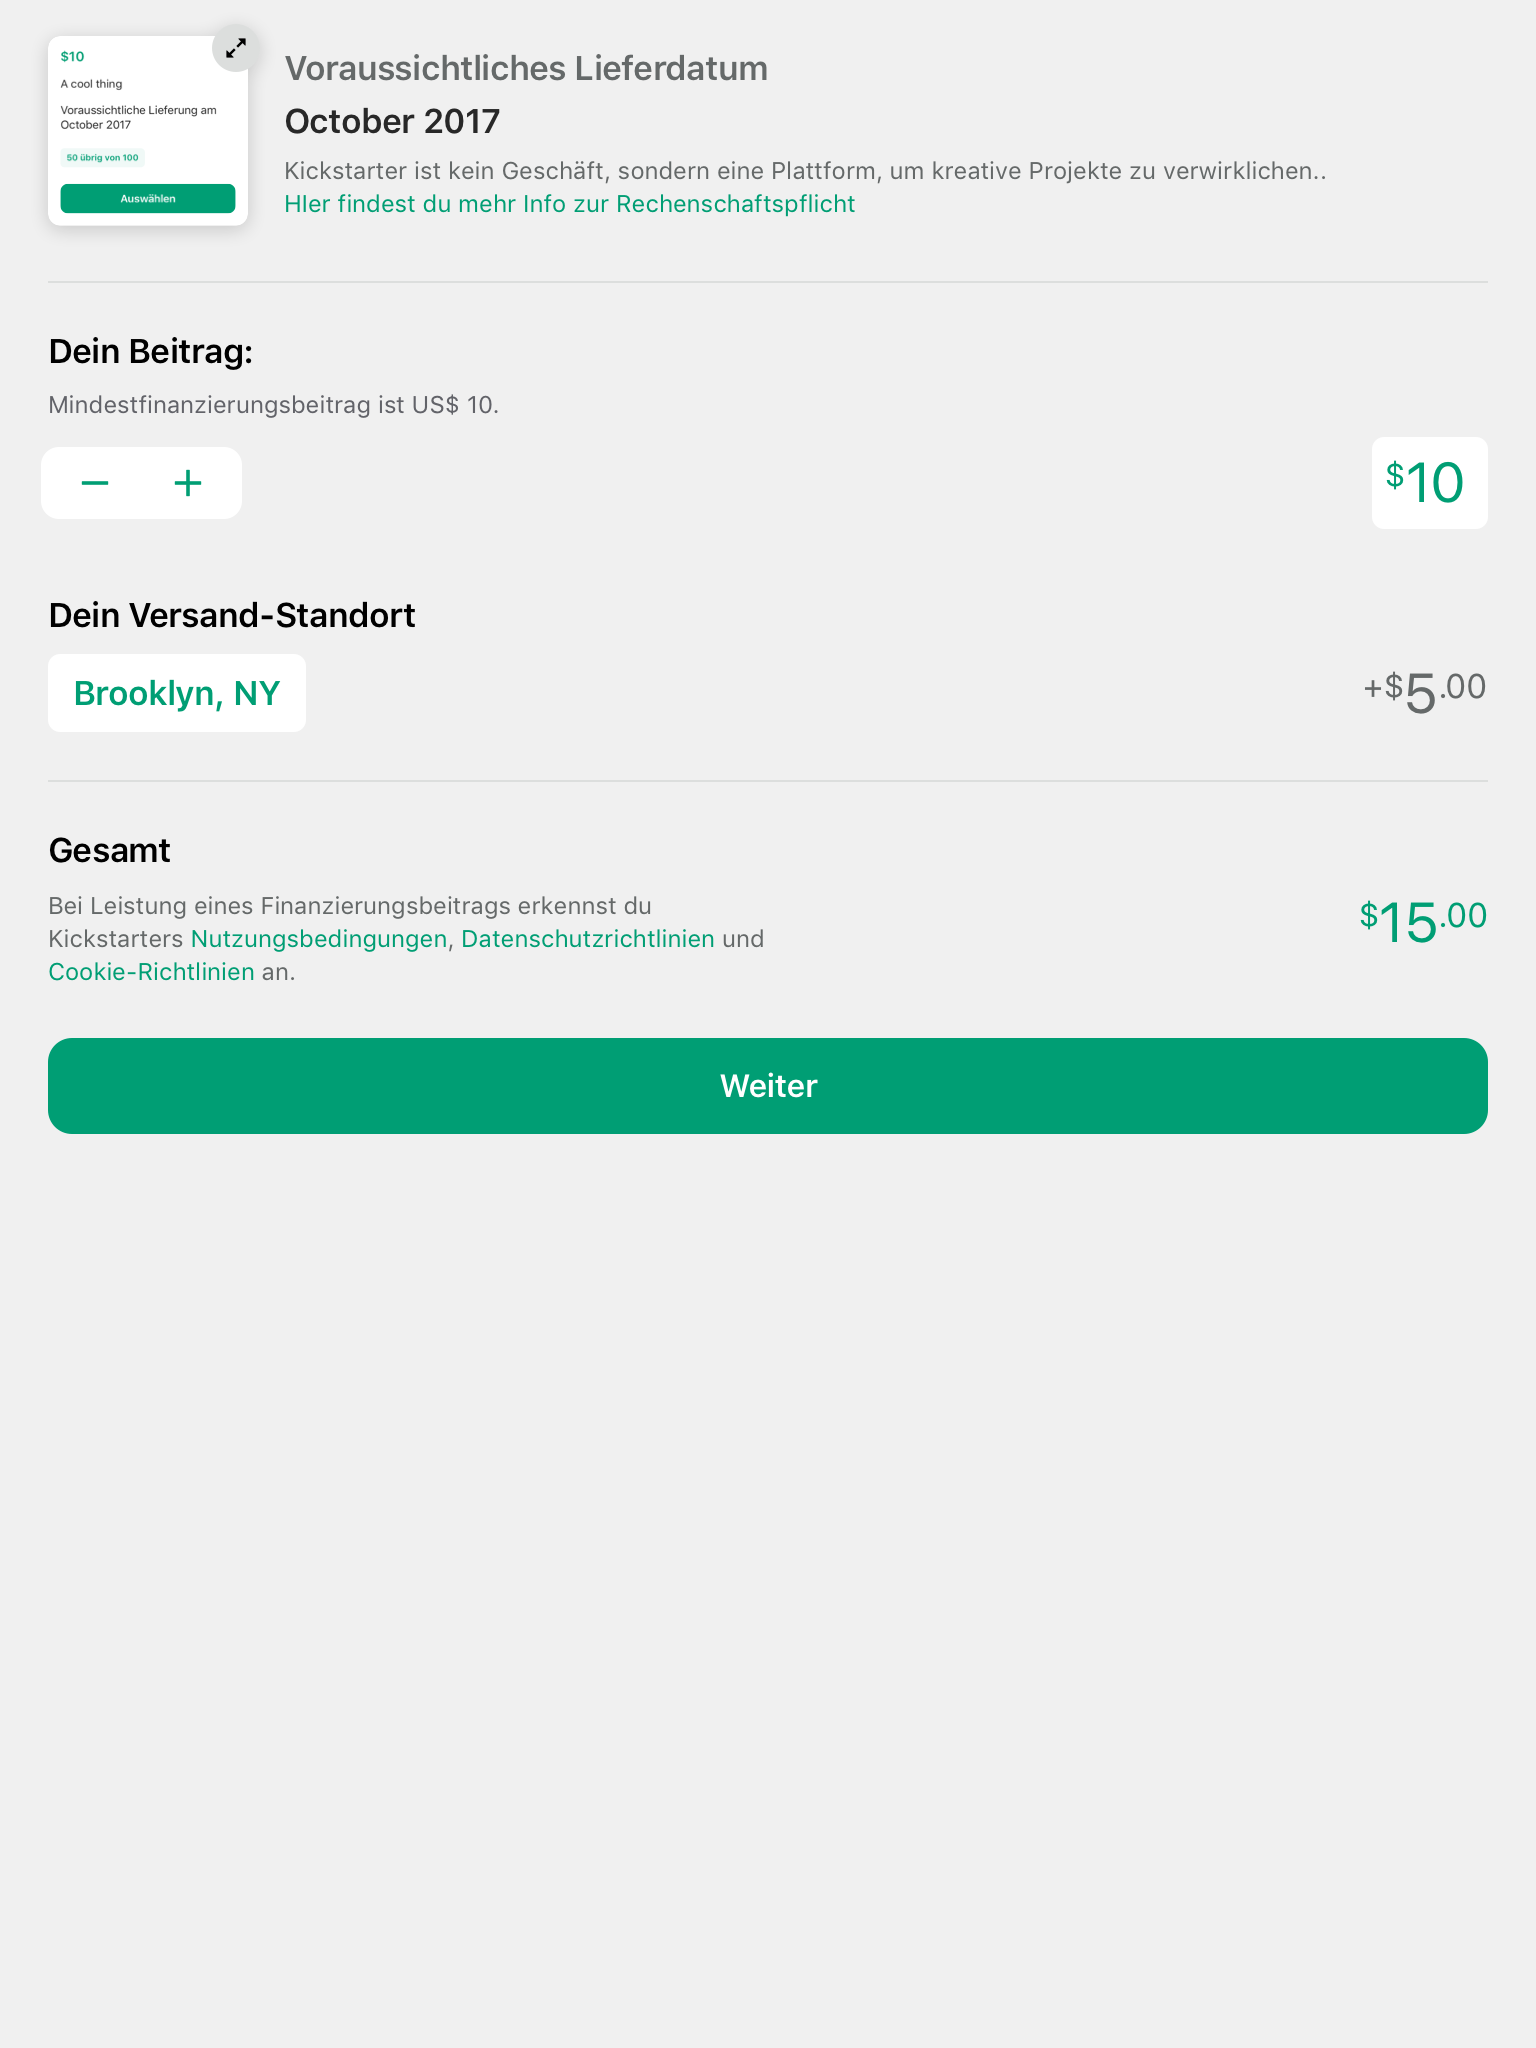 $10
A cool thing
Voraussichtliche Lieferung am
October 2017
50 übrig von 100
Auswählen
Voraussichtliches Lieferdatum
October 2017
Kickstarter ist kein Geschäft, sondern eine Plattform, um kreative Projekte zu verwirklichen..
HIer findest du mehr Info zur Rechenschaftspflicht
Dein Beitrag:
Mindestfinanzierungsbeitrag ist US$ 10.
$10
Dein Versand-Standort
Brooklyn, NY
+$5.00
Gesamt
Bei Leistung eines Finanzierungsbeitrags erkennst du
Kickstarters Nutzungsbedingungen, Datenschutzrichtlinien und
Cookie-Richtlinien an.
$15.00
Weiter